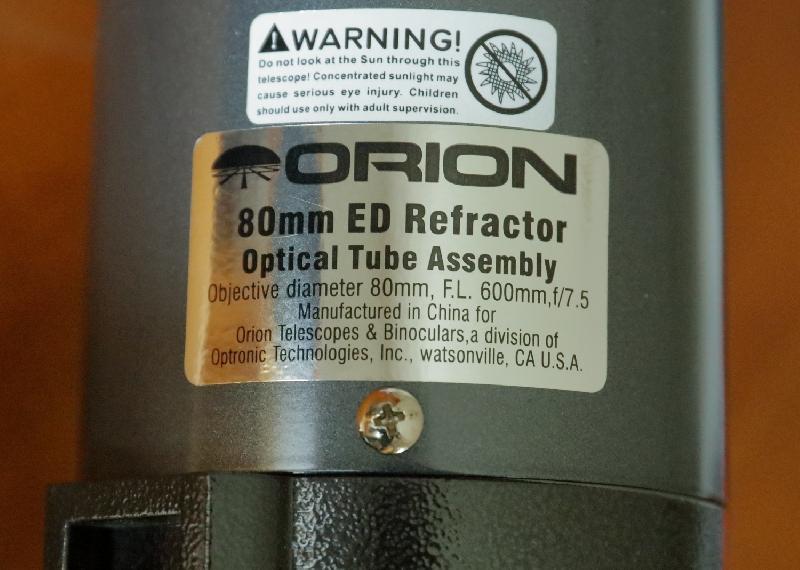 WARNING!
Do not look at the Sun through this
telescope! Concentrated sunlight may
cause serious eye injury. Children
should use only with adult supervision.
ORION
80mm ED Refractor
Optical Tube Assembly
Objective diameter 80mm, F.L. 600mm,f/7.5
Manufactured in China for
Orion Telescopes & Binoculars,a division of
Optronic Technologies, Inc., watsonville, CA U.S.A.